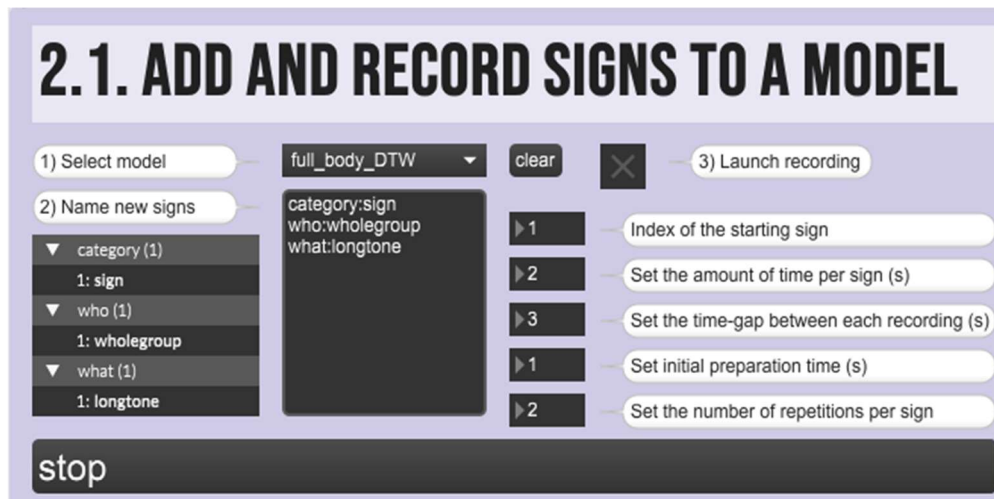 2.1. ADD AND RECORD SIGNS TO A MODEL
1) Select model
full_body_DTW
clear
3) Launch recording
2) Name new signs
category:sign
who:wholegroup
what:longtone
category (1)
1: sign
who (1)
1: wholegroup
what (1)
1: longtone
1 Index of the starting sign
2 Set the amount of time per sign (s)
3 Set the time-gap between each recording (s)
1 Set initial preparation time (s)
2 Set the number of repetitions per sign
stop